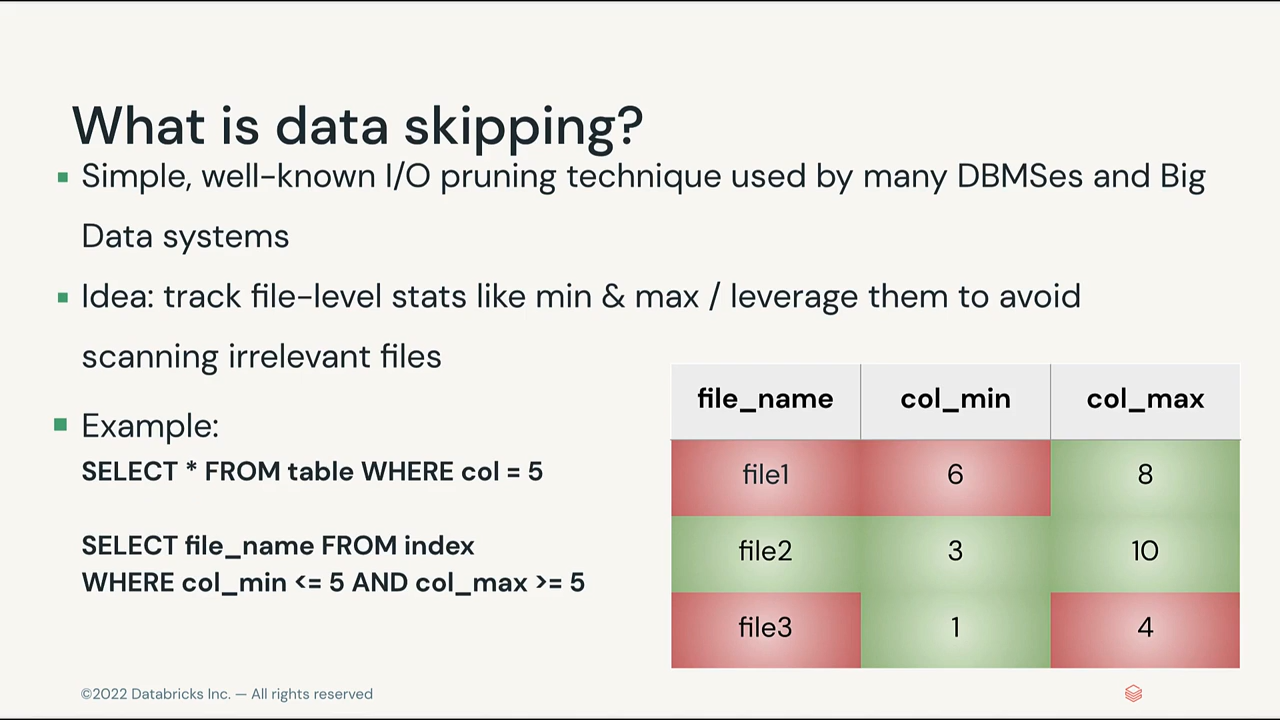 What is data skipping?
Simple, well-known I/O pruning technique used by many DBMSes and Big
Data systems
Idea: track file-level stats like min & max / leverage them to avoid
scanning irrelevant files
Example:
SELECT * FROM table WHERE col = 5
SELECT file_name FROM index
WHERE col_min <= 5 AND col_max >= 5
file_name col_min col_max
file1 6 8
file2 3 10
file3 1 4
©2022 Databricks Inc. — All rights reserved